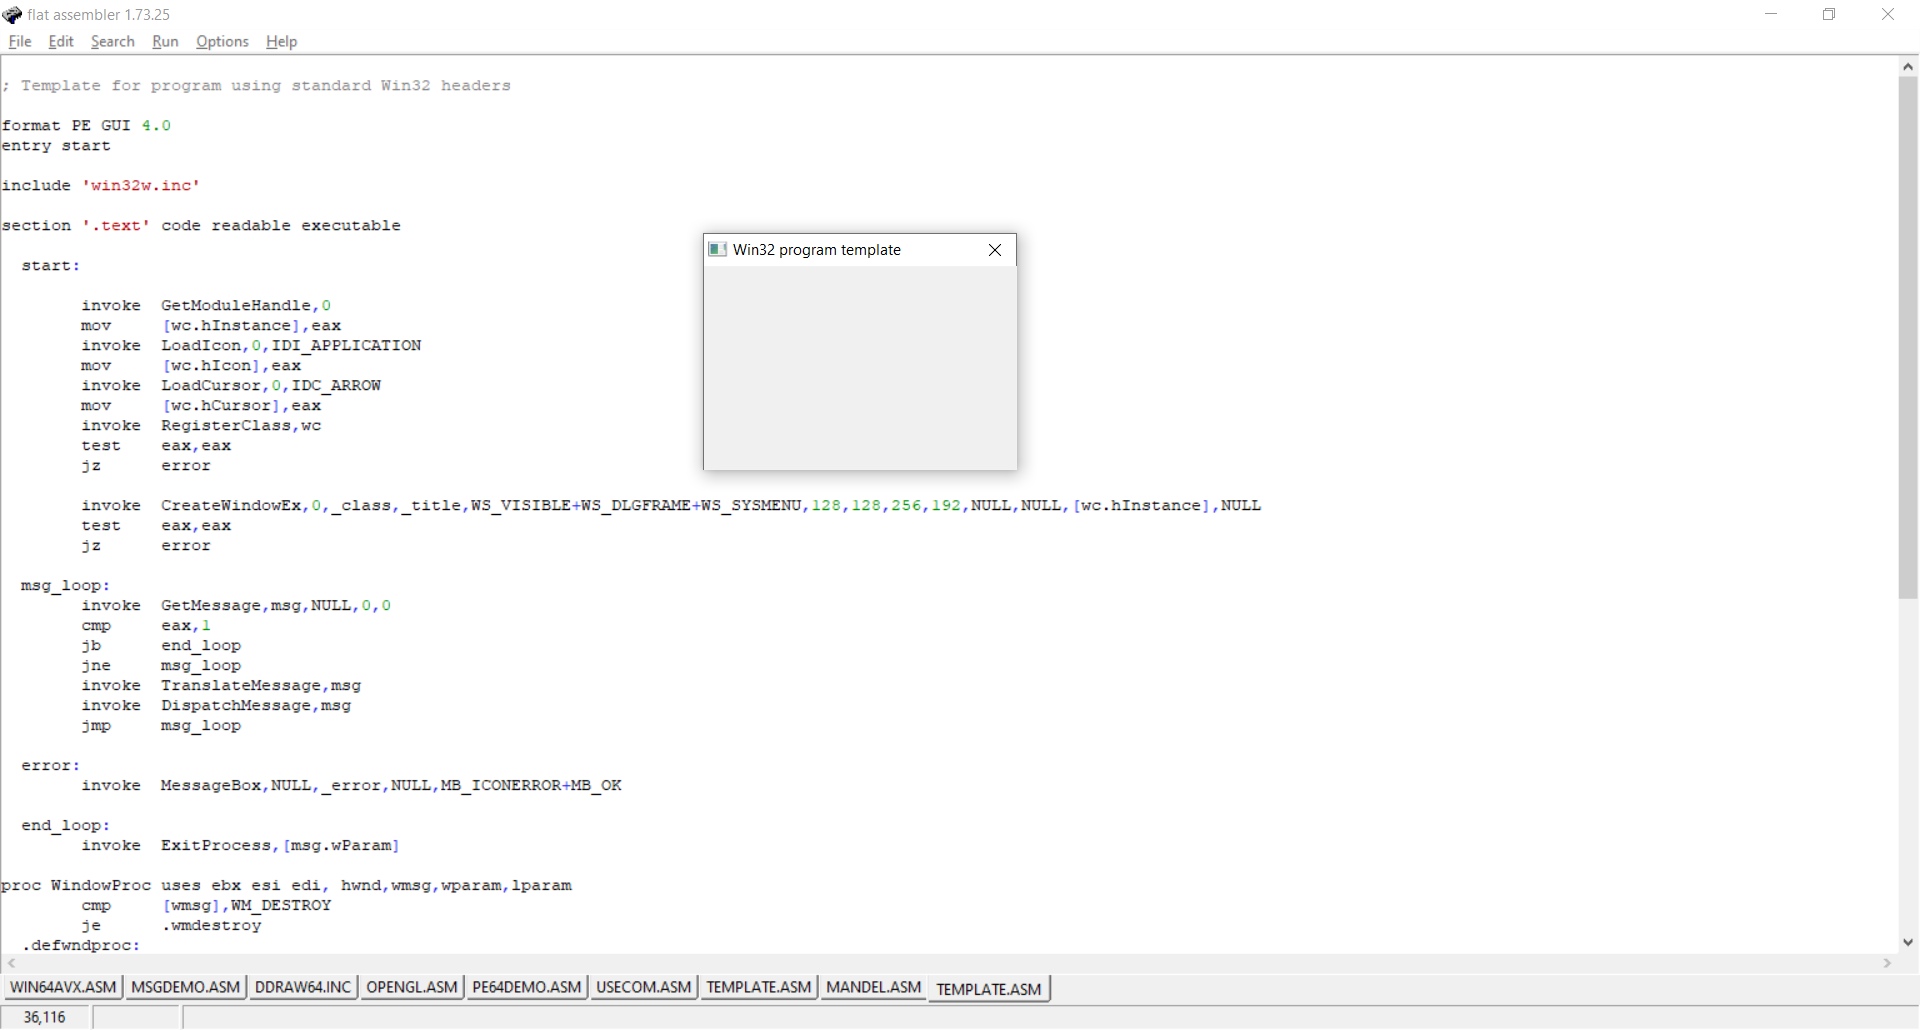 flat assembler 1.73.25
File Edit Search Run Options Help
; Template for program using standard Win32 headers
format PE GUI 4.0
entry start
include 'win32w.inc'
section '.text' code readable executable
start:
invoke GetModuleHandle,0
mov [wc.hInstance],eax
invoke LoadIcon,0,IDI_APPLICATION
mov [wc.hIcon],eax
invoke LoadCursor,0,IDC_ARROW
mov [wc.hCursor],eax
invoke RegisterClass,wc
test eax,eax
jz error
invoke CreateWindowEx,0,_class,_title,WS_VISIBLE+WS_DLGFRAME+WS_SYSMENU,128,128,256,192,NULL,NULL,[wc.hInstance],NULL
test eax,eax
jz error
msg_loop:
invoke GetMessage,msg,NULL,0,0
cmp eax,1
jb end_loop
jne msg_loop
invoke TranslateMessage,msg
invoke DispatchMessage,msg
jmp msg_loop
error:
invoke MessageBox,NULL,_error,NULL,MB_ICONERROR+MB_OK
end_loop:
invoke ExitProcess,[msg.wParam]
proc WindowProc uses ebx esi edi, hwnd,wmsg,wparam,lparam
cmp [wmsg],WM_DESTROY
je .wmdestroy
.defwndproc:
Win32 program template
WIN64AVX.ASM MSGDEMO.ASM DDRAW64.INC OPENGL.ASM PE64DEMO.ASM USECOM.ASM TEMPLATE.ASM MANDEL.ASM TEMPLATE.ASM
36,116